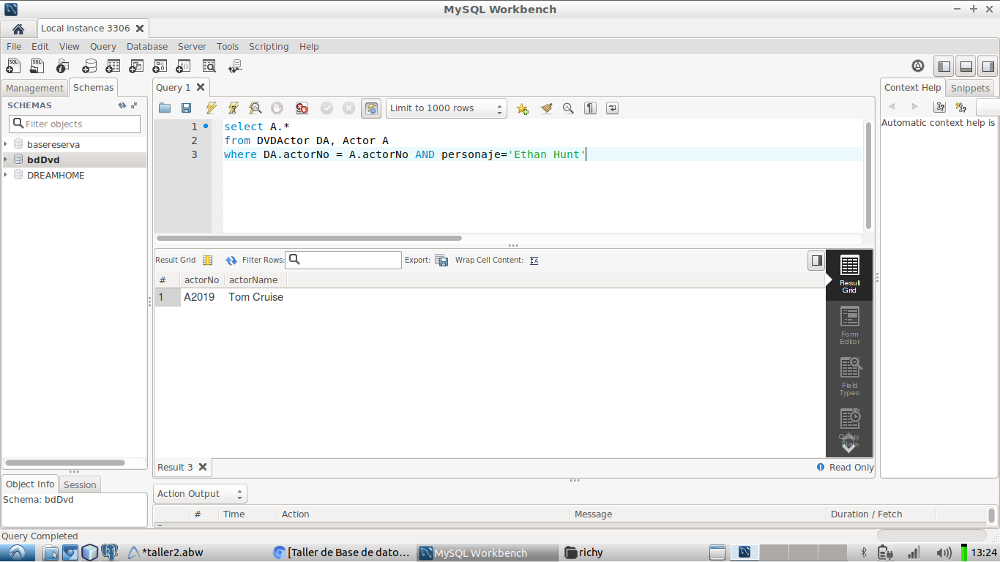 MySQL Workbench
Local instance 3306
File Edit View Query Database Server Tools Scripting Help
Management Schemas
SCHEMAS
Filter objects
basereserva
bdDvd
DREAMHOME
Query 1
Limit to 1000 rows
1 select A.*
2 from DVDActor DA, Actor A
3 where DA.actorNo = A.actorNo AND personaje='Ethan Hunt'
Context Help Snippets
Automatic context help is
Result Grid Filter Rows: Export: Wrap Cell Content:
# actorNo actorName
1 A2019 Tom Cruise
Result
Grid
Form
Editor
Field
Types
Query
Stats
Result 3
Read Only
Object Info Session
Schema: bdDvd
Action Output
# Time Action Message Duration / Fetch
Query Completed
*taller2.abw [Taller de Base de dato... MySQL Workbench richy 13:24